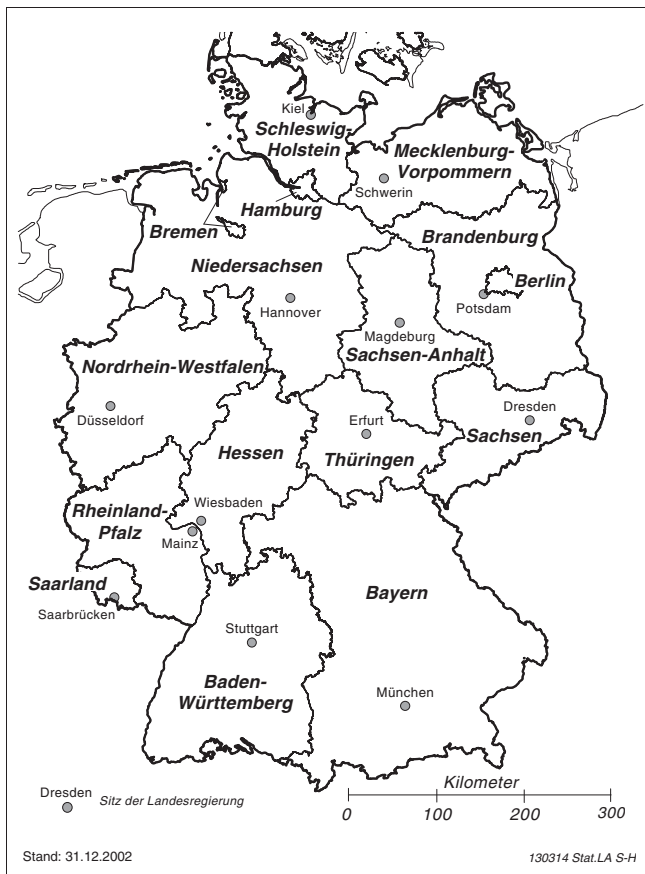 Kiel
Schleswig-
Holstein
Mecklenburg-
Vorpommern
Schwerin
Hamburg
Bremen
Brandenburg
Niedersachsen
Berlin
Hannover
Potsdam
Magdeburg
Sachsen-Anhalt
Nordrhein-Westfalen
Düsseldorf
Dresden
Erfurt
Sachsen
Hessen
Thüringen
Rheinland-
Pfalz
Wiesbaden
Mainz
Saarland
Saarbrücken
Bayern
Stuttgart
Baden-
Württemberg
München
Dresden
Sitz der Landesregierung
Kilometer
0 100 200 300
Stand: 31.12.2002
130314 Stat.LA S-H